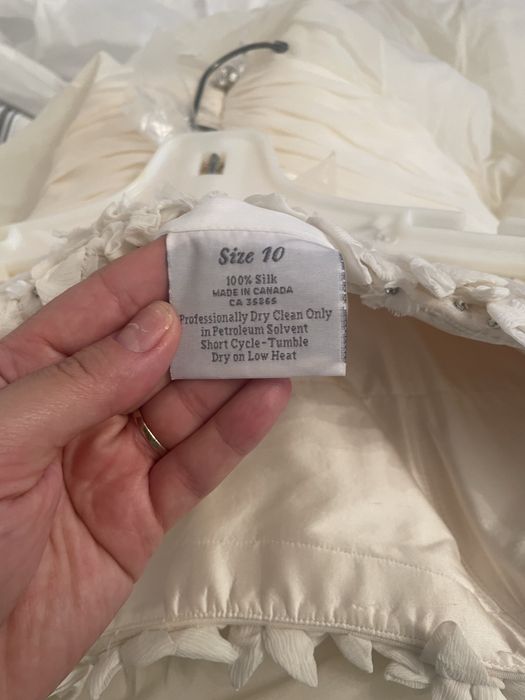 Size 10
100% Silk
MADE IN CANADA
CA 35865
Professionally Dry Clean Only
in Petroleum Solvent
Short Cycle-Tumble
Dry on Low Heat